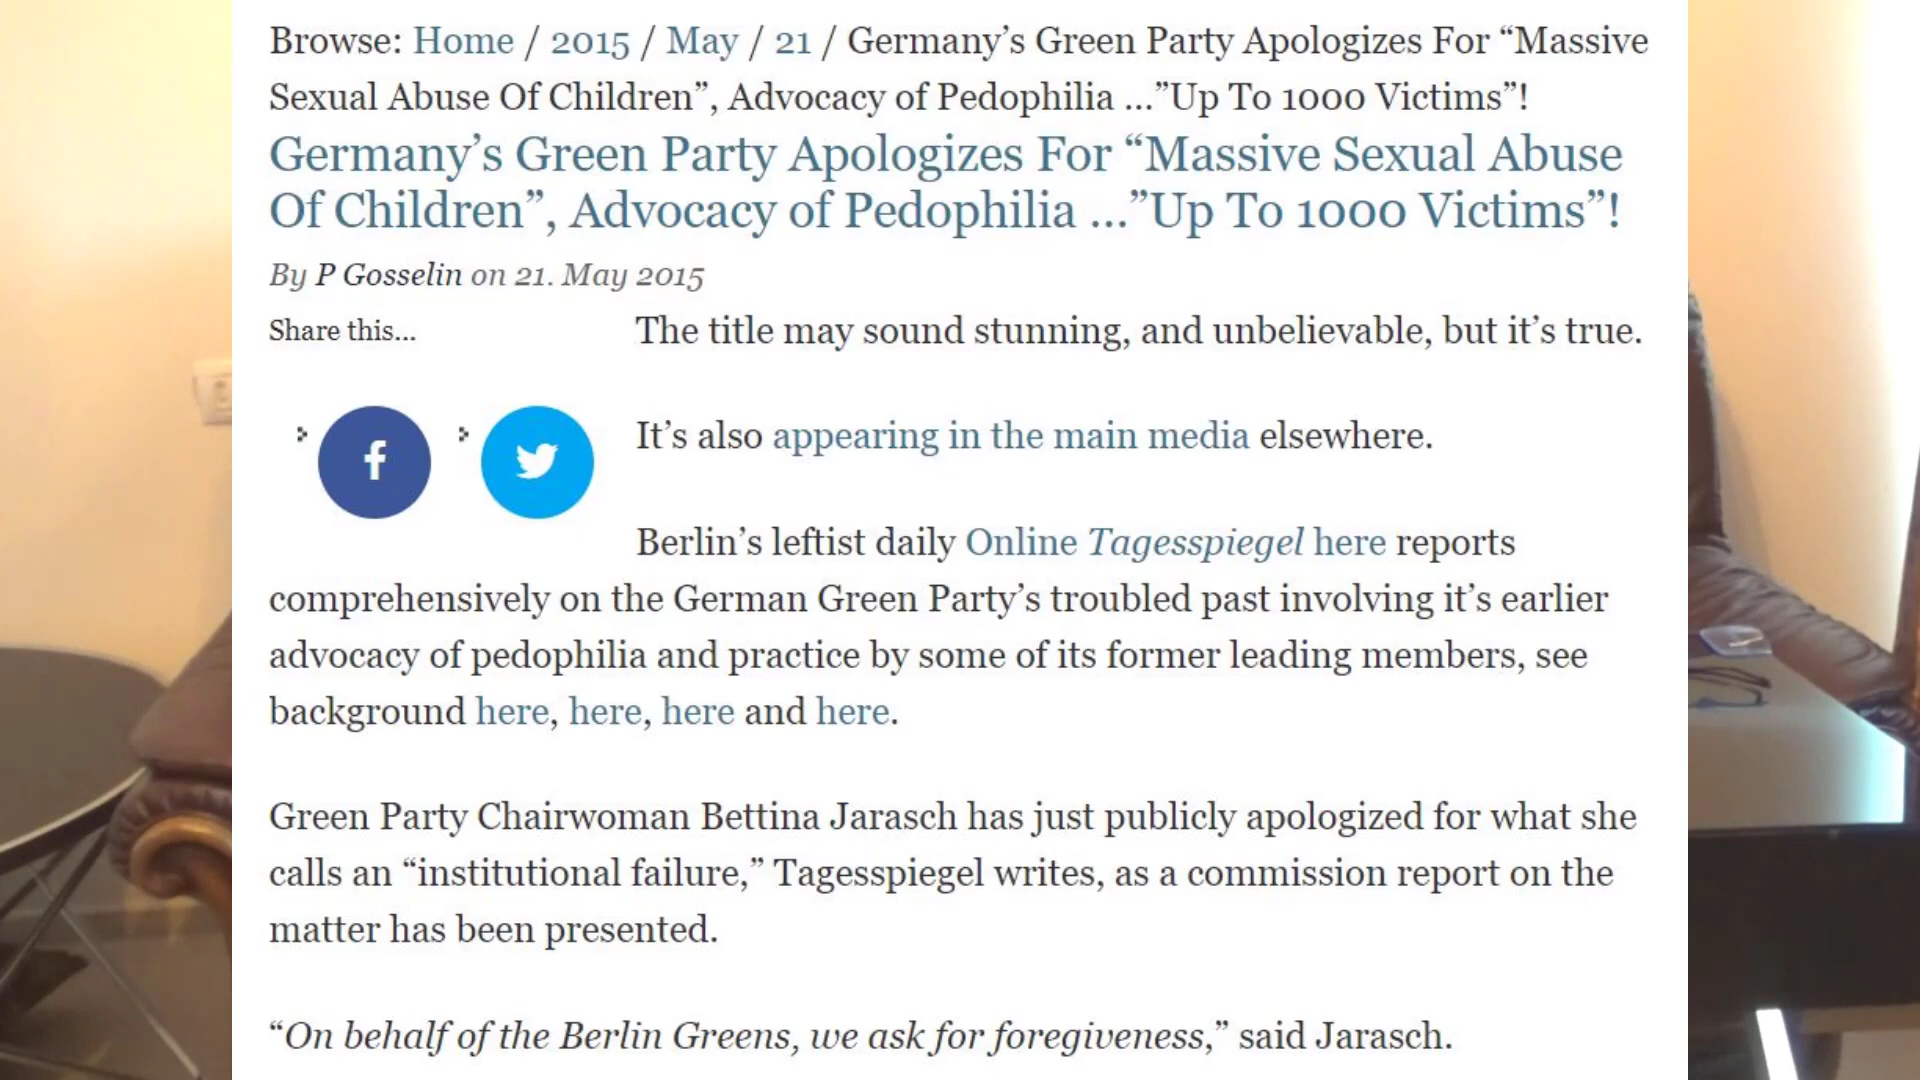 Browse: Home / 2015 / May / 21 / Germany’s Green Party Apologizes For “Massive
Sexual Abuse Of Children”, Advocacy of Pedophilia …”Up To 1000 Victims”!
Germany’s Green Party Apologizes For “Massive Sexual Abuse
Of Children”, Advocacy of Pedophilia …”Up To 1000 Victims”!
By P Gosselin on 21. May 2015
Share this...
The title may sound stunning, and unbelievable, but it’s true.
It’s also appearing in the main media elsewhere.
Berlin’s leftist daily Online Tagesspiegel here reports
comprehensively on the German Green Party’s troubled past involving it’s earlier
advocacy of pedophilia and practice by some of its former leading members, see
background here, here, here and here.
Green Party Chairwoman Bettina Jarasch has just publicly apologized for what she
calls an “institutional failure,” Tagesspiegel writes, as a commission report on the
matter has been presented.
“On behalf of the Berlin Greens, we ask for foregiveness,” said Jarasch.